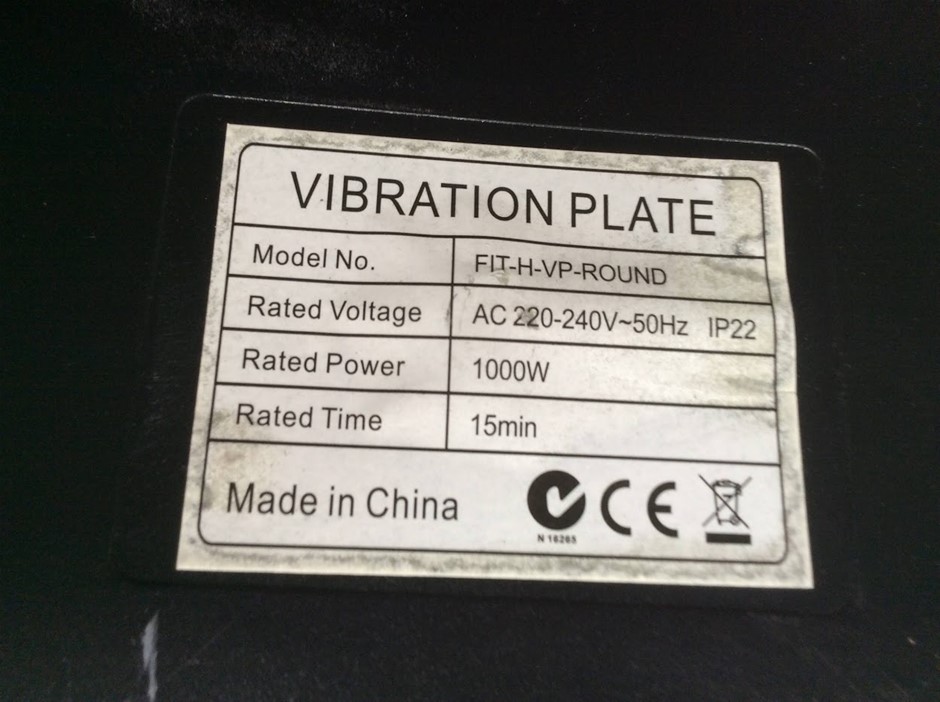 VIBRATION PLATE
Model No. FIT-H-VP-ROUND
Rated Voltage AC 220-240V~50Hz IP22
Rated Power 1000W
Rated Time 15min
Made in China CE
N 16265